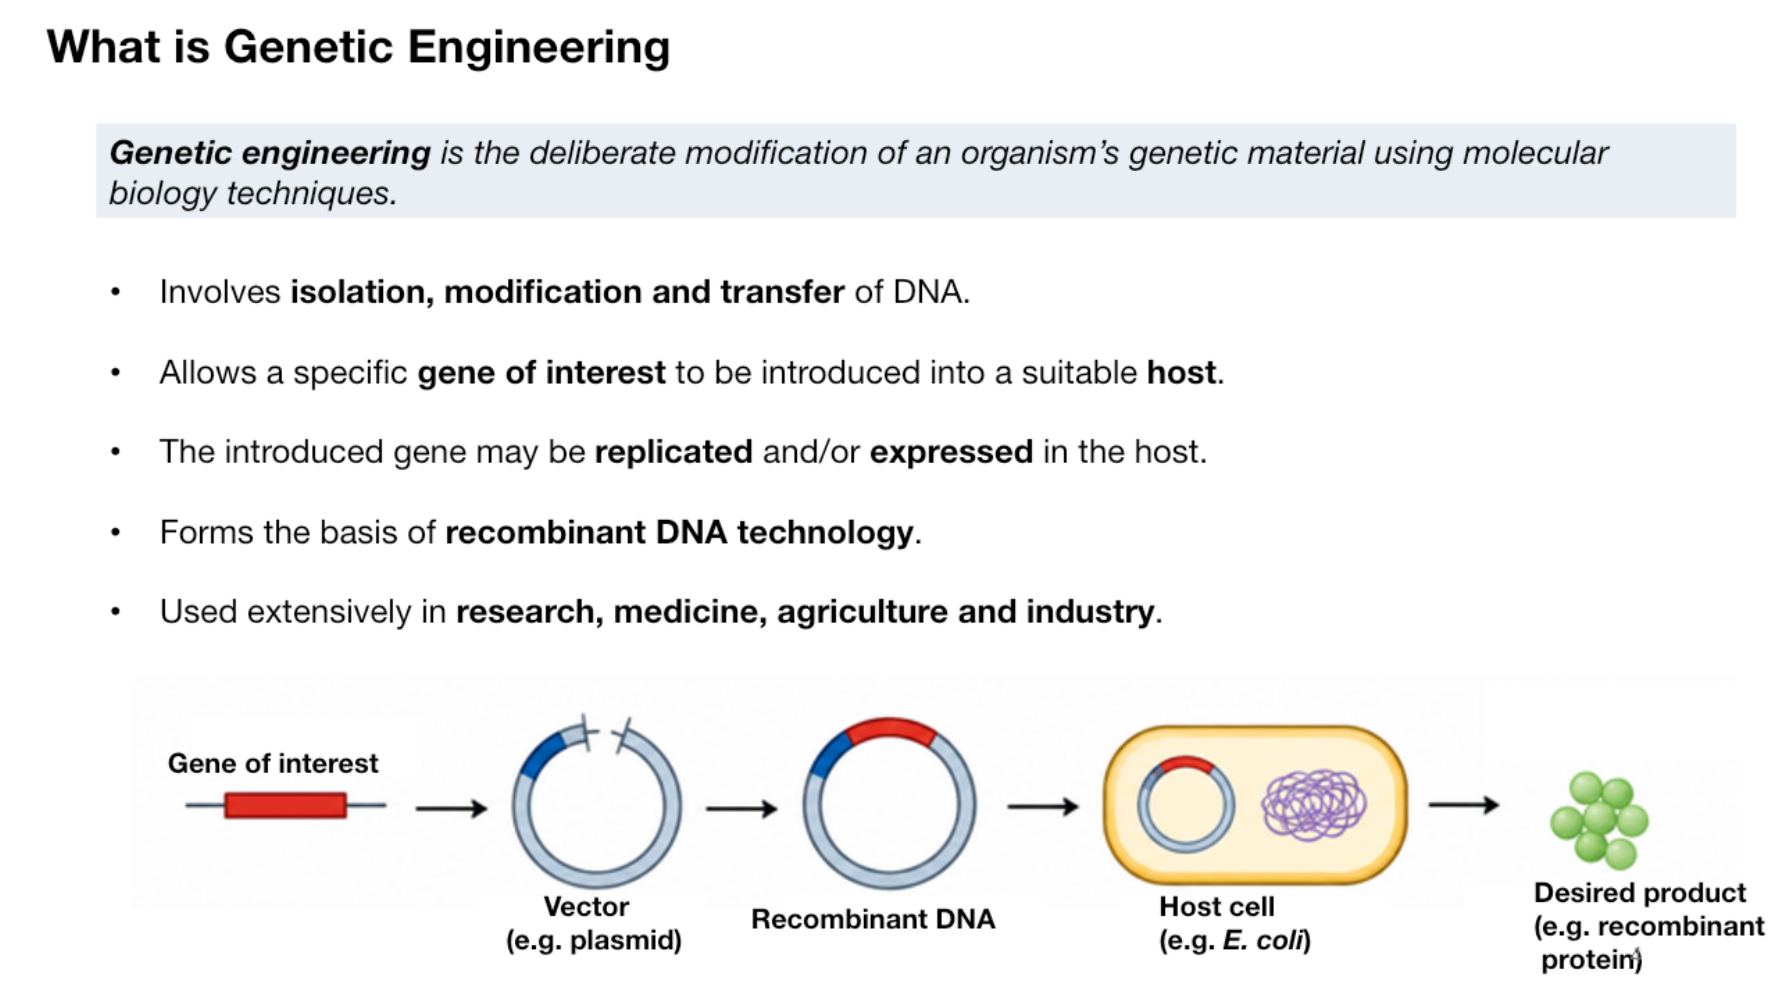 What is Genetic Engineering
Genetic engineering is the deliberate modification of an organism's genetic material using molecular
biology techniques.
• Involves isolation, modification and transfer of DNA.
• Allows a specific gene of interest to be introduced into a suitable host.
• The introduced gene may be replicated and/or expressed in the host.
• Forms the basis of recombinant DNA technology.
• Used extensively in research, medicine, agriculture and industry.
Gene of interest
Vector
(e.g. plasmid)
Recombinant DNA
Host cell
(e.g. E. coli)
Desired product
(e.g. recombinant
protein)